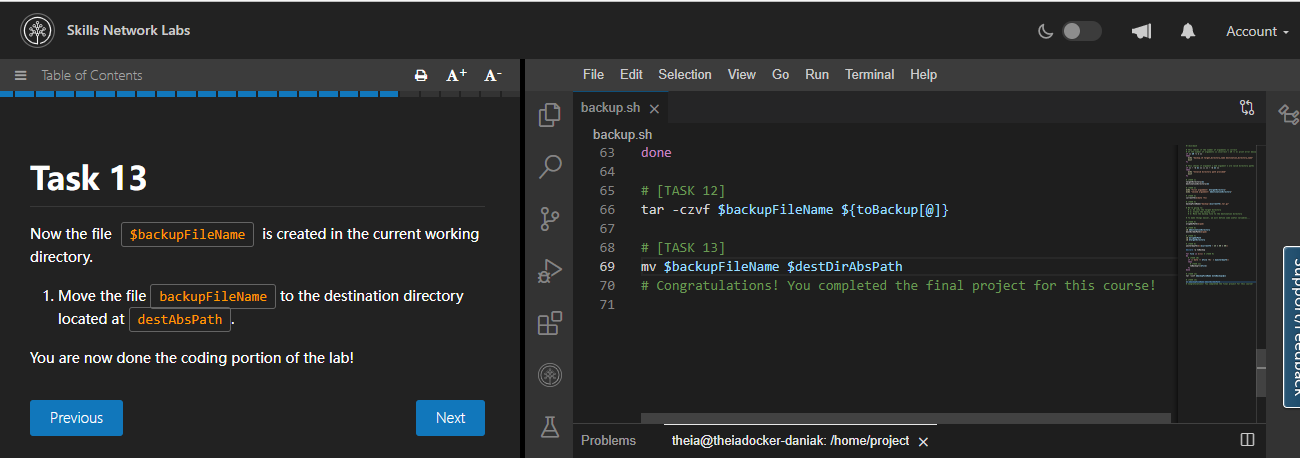 Skills Network Labs
Account
Table of Contents
A+
A-
Task 13
Now the file $backupFileName is created in the current working
directory.
1. Move the file backupFileName to the destination directory
located at destAbsPath.
You are now done the coding portion of the lab!
Previous
Next
File Edit Selection View Go Run Terminal Help
backup.sh
backup.sh
63 done
64
65 # [TASK 12]
66 tar -czvf $backupFileName ${toBackup[@]}
67
68 # [TASK 13]
69 mv $backupFileName $destDirAbsPath
70 # Congratulations! You completed the final project for this course!
71
Problems
theia@theiadocker-daniak: /home/project
Support/Feedback